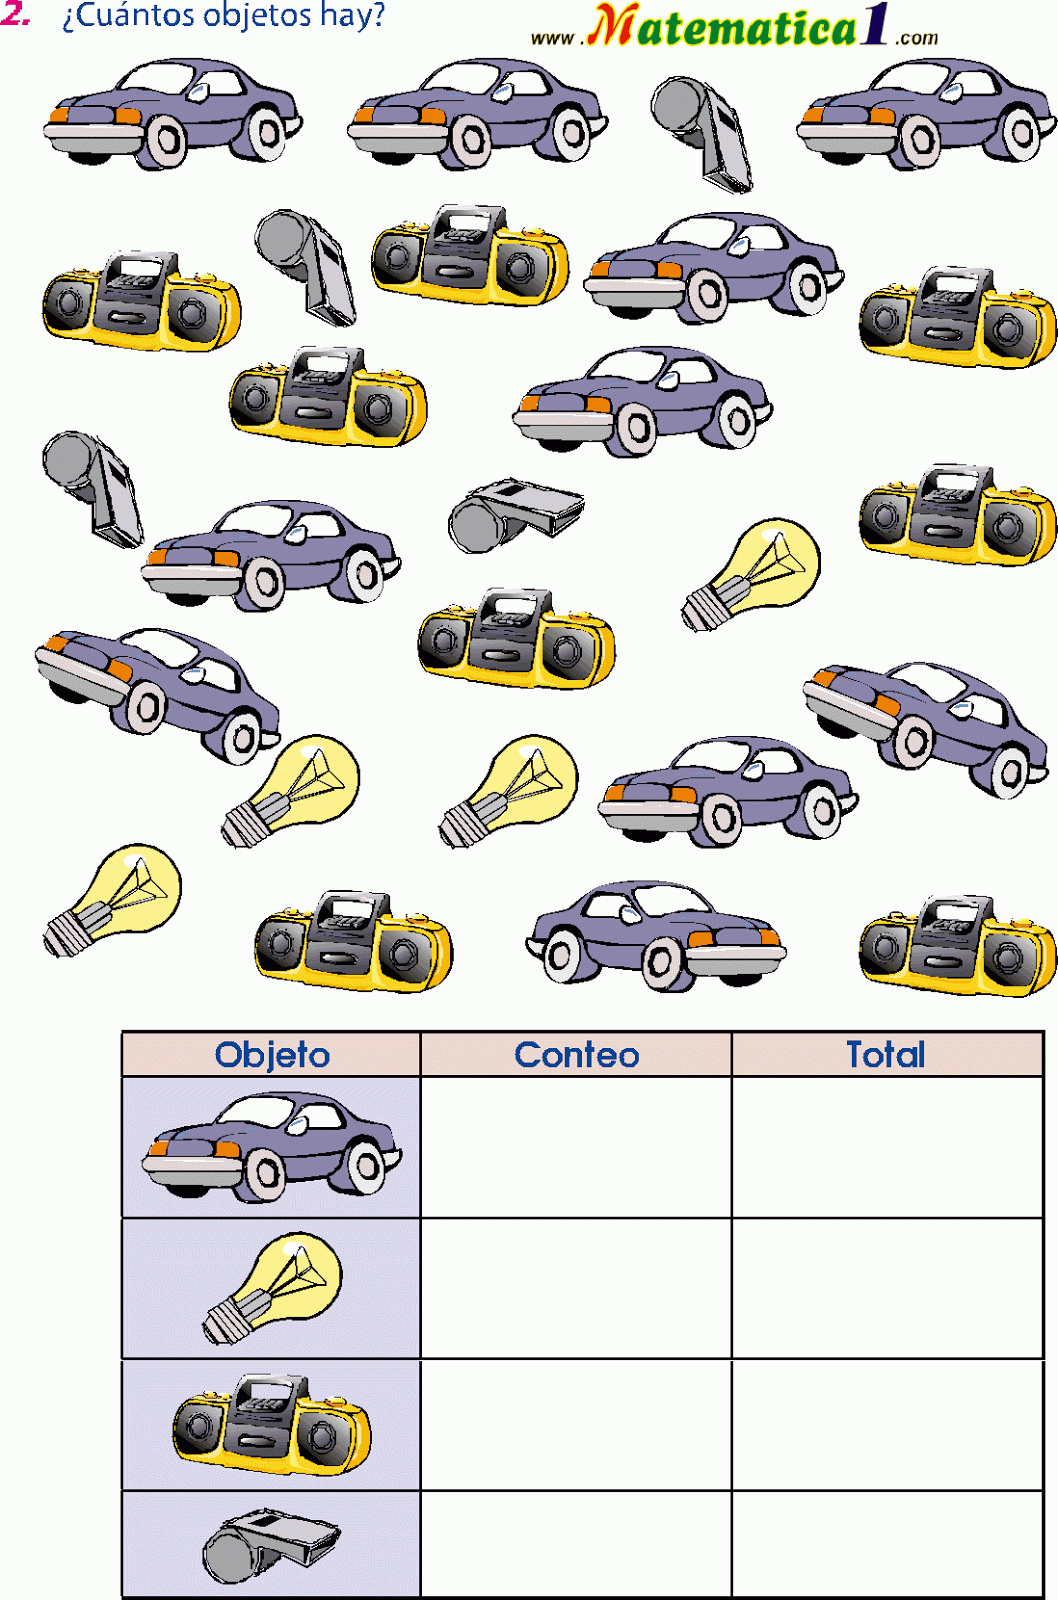 2. ¿Cuántos objetos hay?
www.Matematica1.com
Objeto Conteo Total